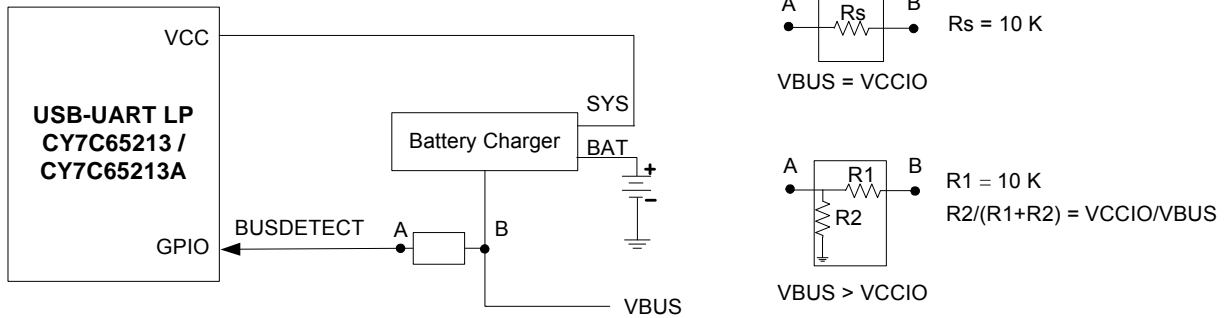 VCC
USB-UART LP
CY7C65213 /
CY7C65213A
GPIO
BUSDETECT
A
B
VBUS
Battery Charger
SYS
BAT
+
-
A
B
Rs
Rs = 10 K
VBUS = VCCIO
A
B
R1
R2
R1 = 10 K
R2/(R1+R2) = VCCIO/VBUS
VBUS > VCCIO